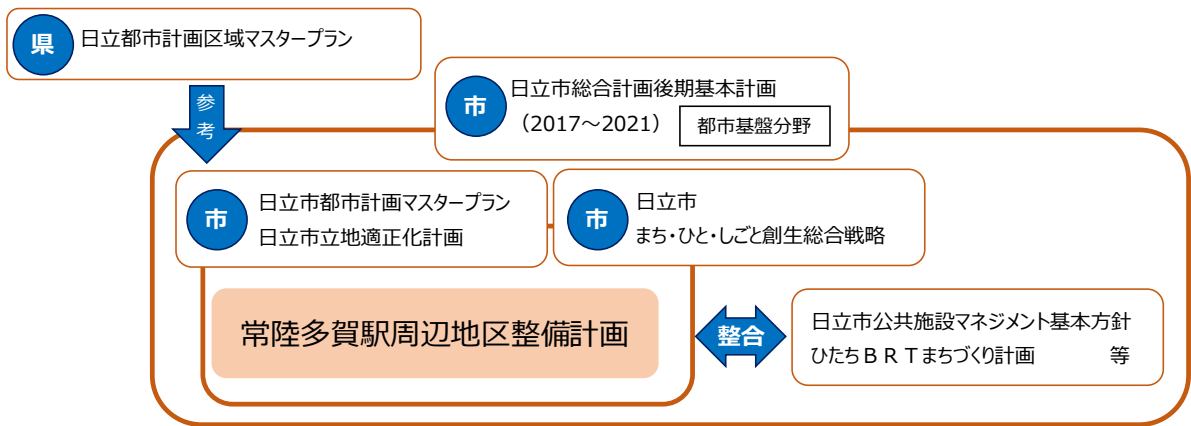 県
日立都市計画区域マスタープラン
参考
市
日立市総合計画後期基本計画
（2017～2021）
都市基盤分野
市
日立市都市計画マスタープラン
日立市立地適正化計画
市
日立市
まち・ひと・しごと創生総合戦略
常陸多賀駅周辺地区整備計画
整合
日立市公共施設マネジメント基本方針
ひたちＢＲＴまちづくり計画　　　等